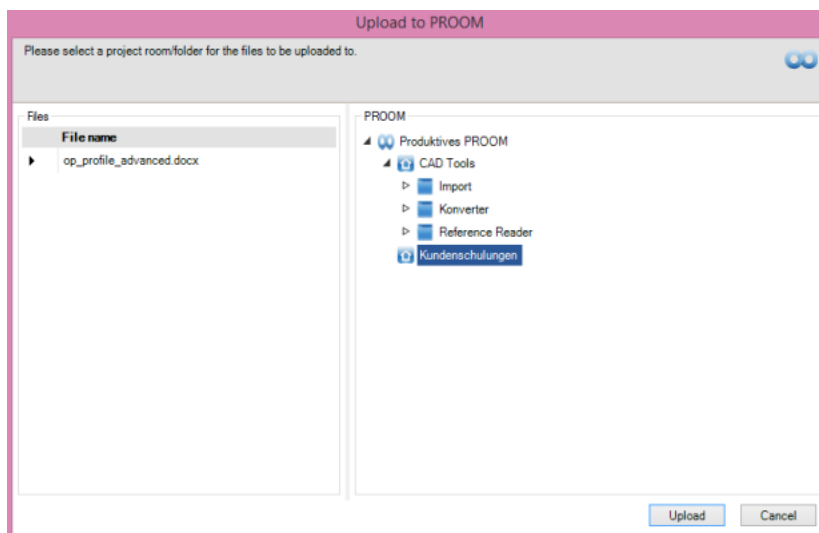 Upload to PROOM
Please select a project room/folder for the files to be uploaded to.
Files
File name
op_profile_advanced.docx
PROOM
Produktives PROOM
CAD Tools
Import
Konverter
Reference Reader
Kundenschulungen
Upload
Cancel